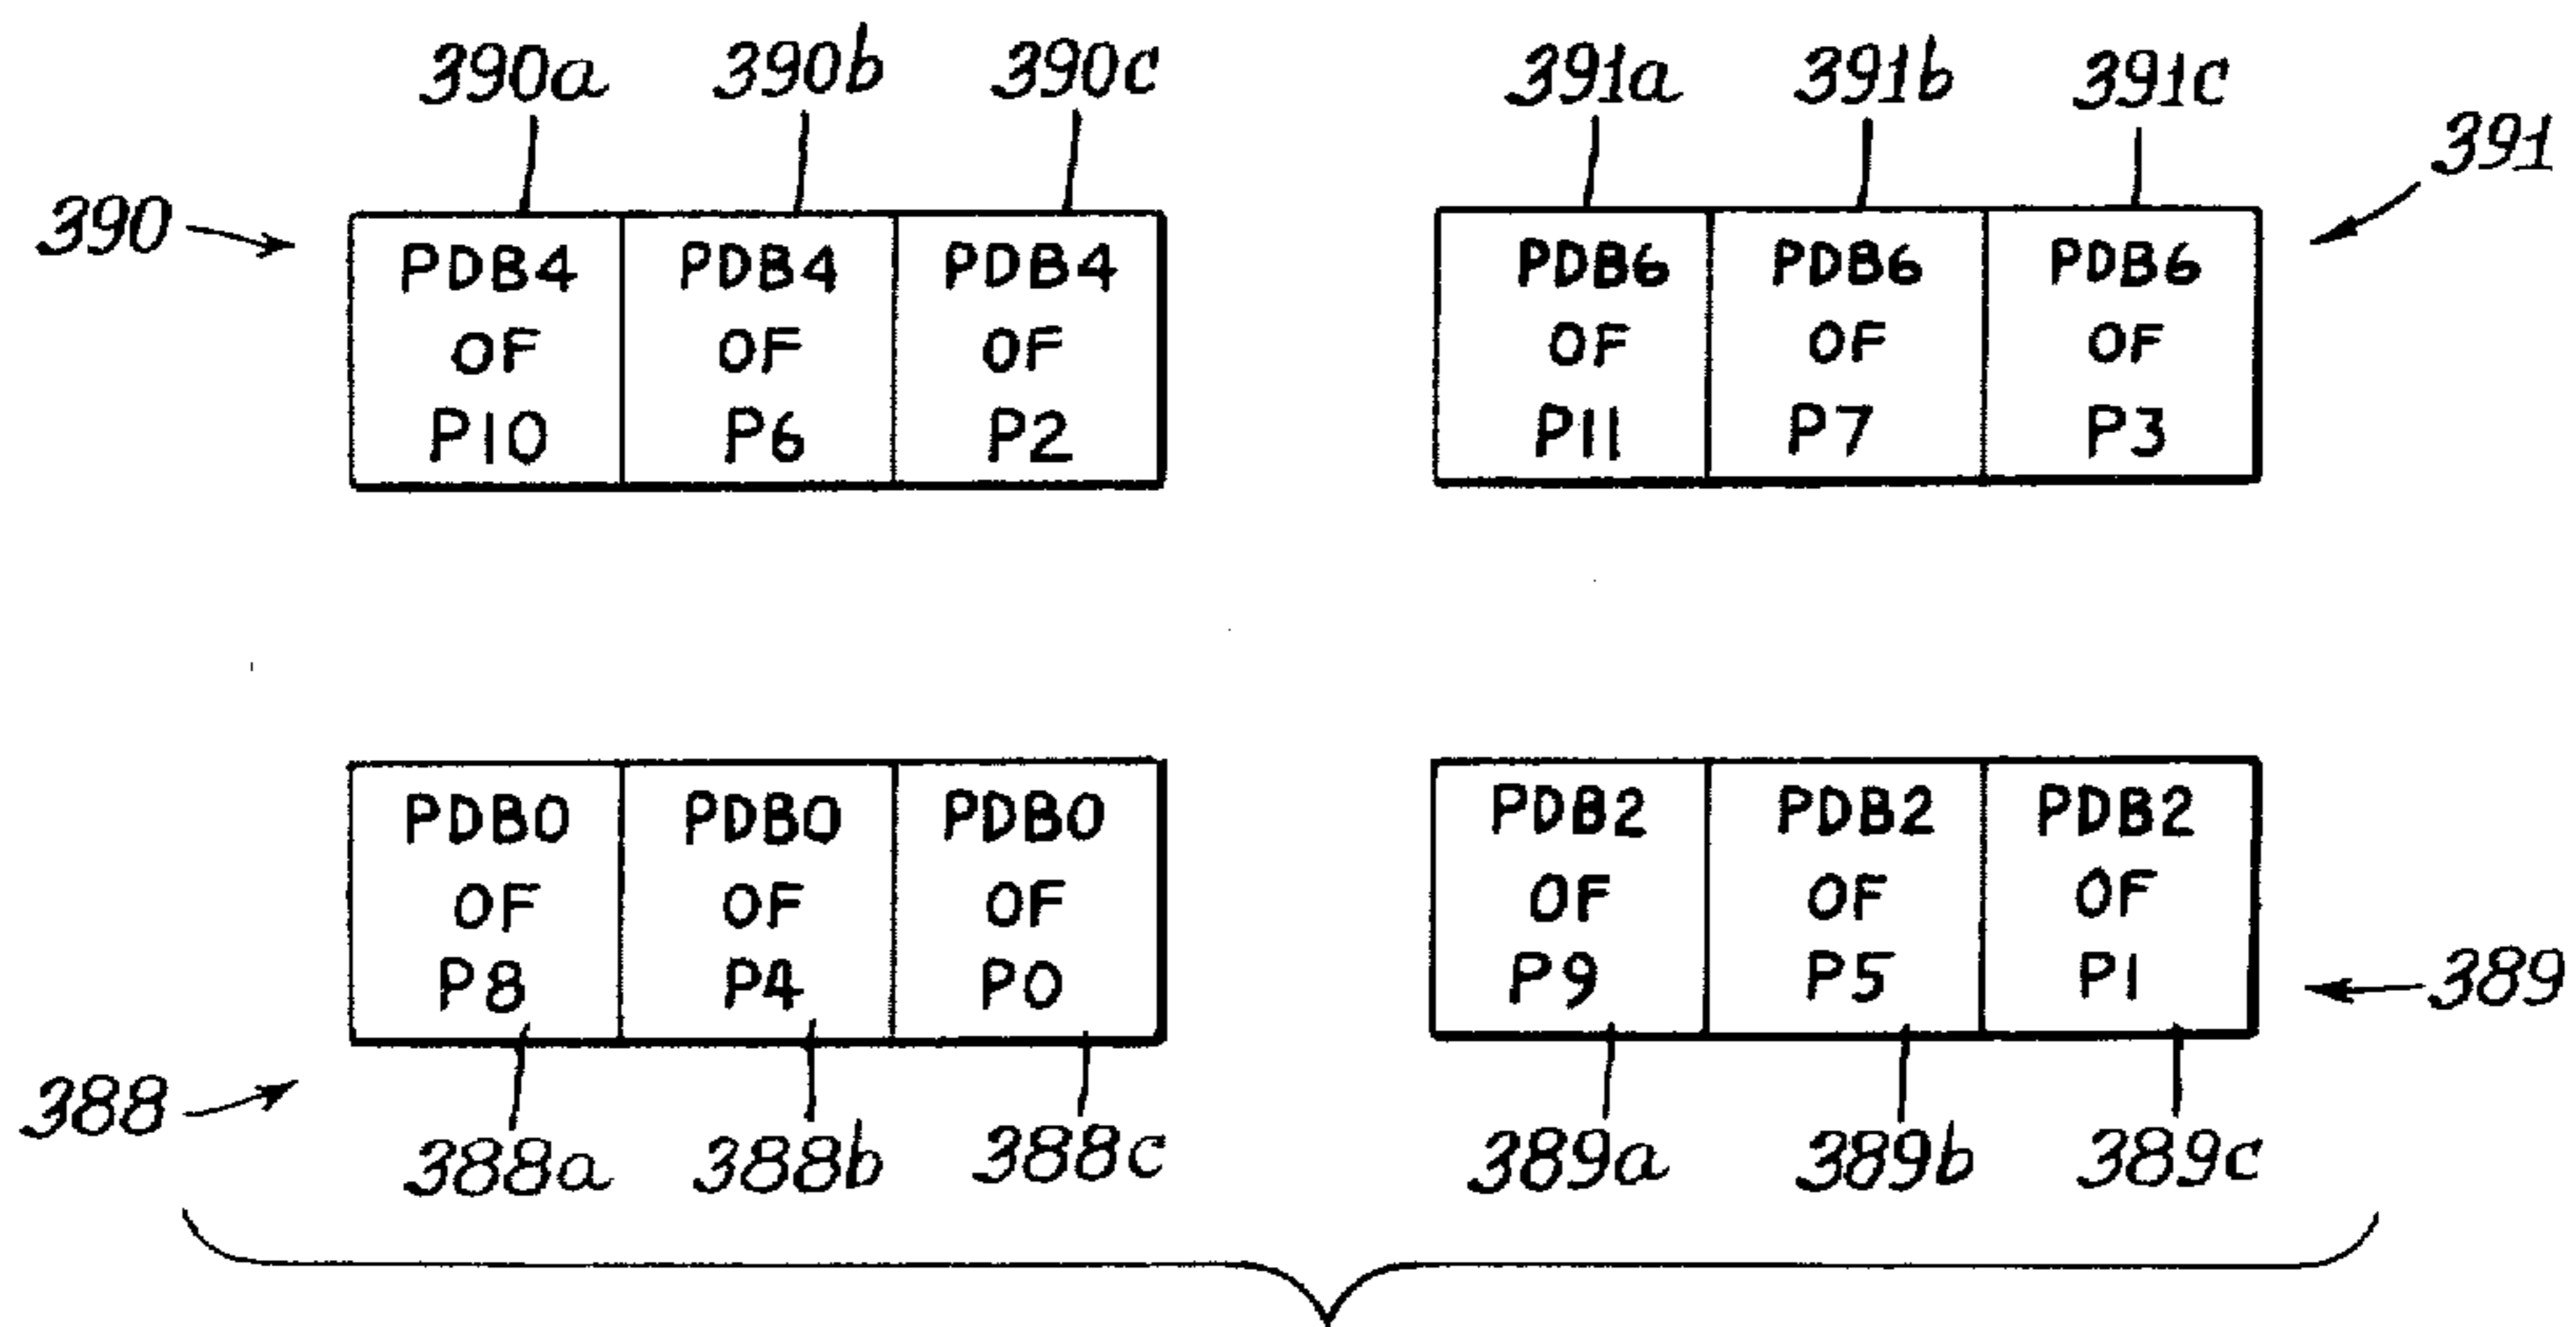 390a 390b 390c 391a 391b 391c
390 391
PDB4 PDB4 PDB4 PDB6 PDB6 PDB6
OF OF OF OF OF OF
P10 P6 P2 P11 P7 P3
PDB0 PDB0 PDB0 PDB2 PDB2 PDB2
OF OF OF OF OF OF
P8 P4 P0 P9 P5 P1
388 389
388a 388b 388c 389a 389b 389c